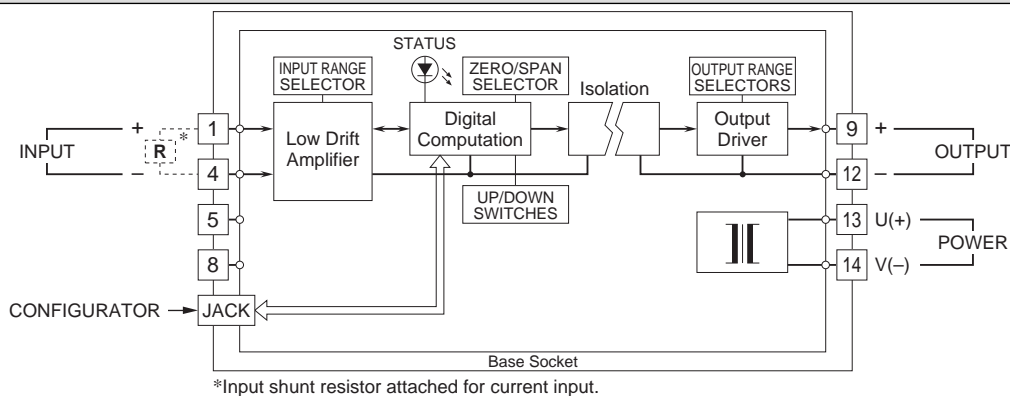 STATUS
INPUT RANGE
SELECTOR
ZERO/SPAN
SELECTOR
Isolation
OUTPUT RANGE
SELECTORS
INPUT
+
–
R
*
1
4
5
8
Low Drift
Amplifier
Digital
Computation
UP/DOWN
SWITCHES
Output
Driver
9
+
12
–
OUTPUT
13
U(+)
14
V(–)
POWER
CONFIGURATOR
JACK
Base Socket
*Input shunt resistor attached for current input.